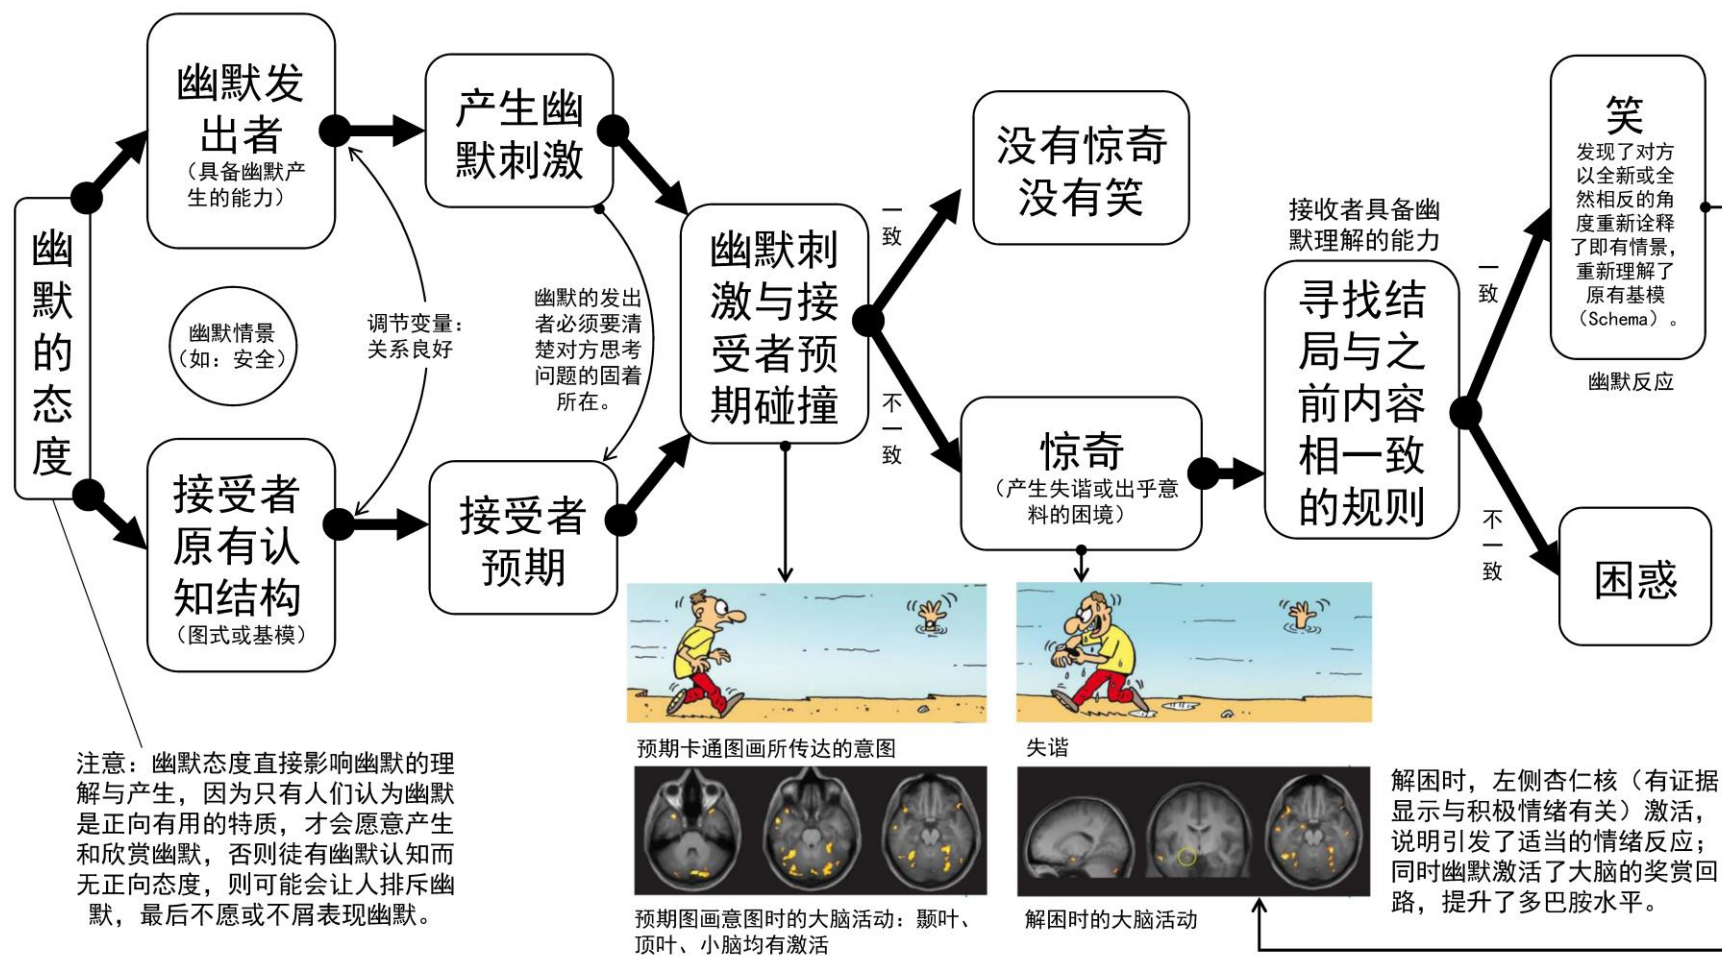 幽
默
的
态
度
幽默发
出者
（具备幽默产
生的能力）
幽默情景
（如：安全）
接受者
原有认
知结构
（图式或基模）
调节变量：
关系良好
产生幽
默刺激
幽默的发出
者必须要清
楚对方思考
问题的固着
所在。
接受者
预期
幽默刺
激与接
受者预
期碰撞
一致
不一致
没有惊奇
没有笑
惊奇
（产生失谐或出乎意
料的困境）
接收者具备幽
默理解的能力
寻找结
局与之
前内容
相一致
的规则
一致
不一致
笑
发现了对方
以全新或全
然相反的角
度重新诠释
了即有情景，
重新理解了
原有基模
（Schema）。
幽默反应
困惑
注意：幽默态度直接影响幽默的理
解与产生，因为只有人们认为幽默
是正向有用的特质，才会愿意产生
和欣赏幽默，否则徒有幽默认知而
无正向态度，则可能会让人排斥幽
默，最后不愿或不屑表现幽默。
预期卡通图画所传达的意图
失谐
预期图画意图时的大脑活动：颞叶、
顶叶、小脑均有激活
解困时的大脑活动
解困时，左侧杏仁核（有证据
显示与积极情绪有关）激活，
说明引发了适当的情绪反应；
同时幽默激活了大脑的奖赏回
路，提升了多巴胺水平。